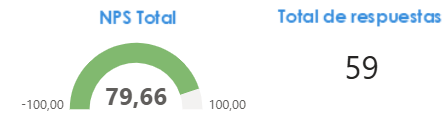 NPS Total
Total de respuestas
79,66
-100,00
100,00
59